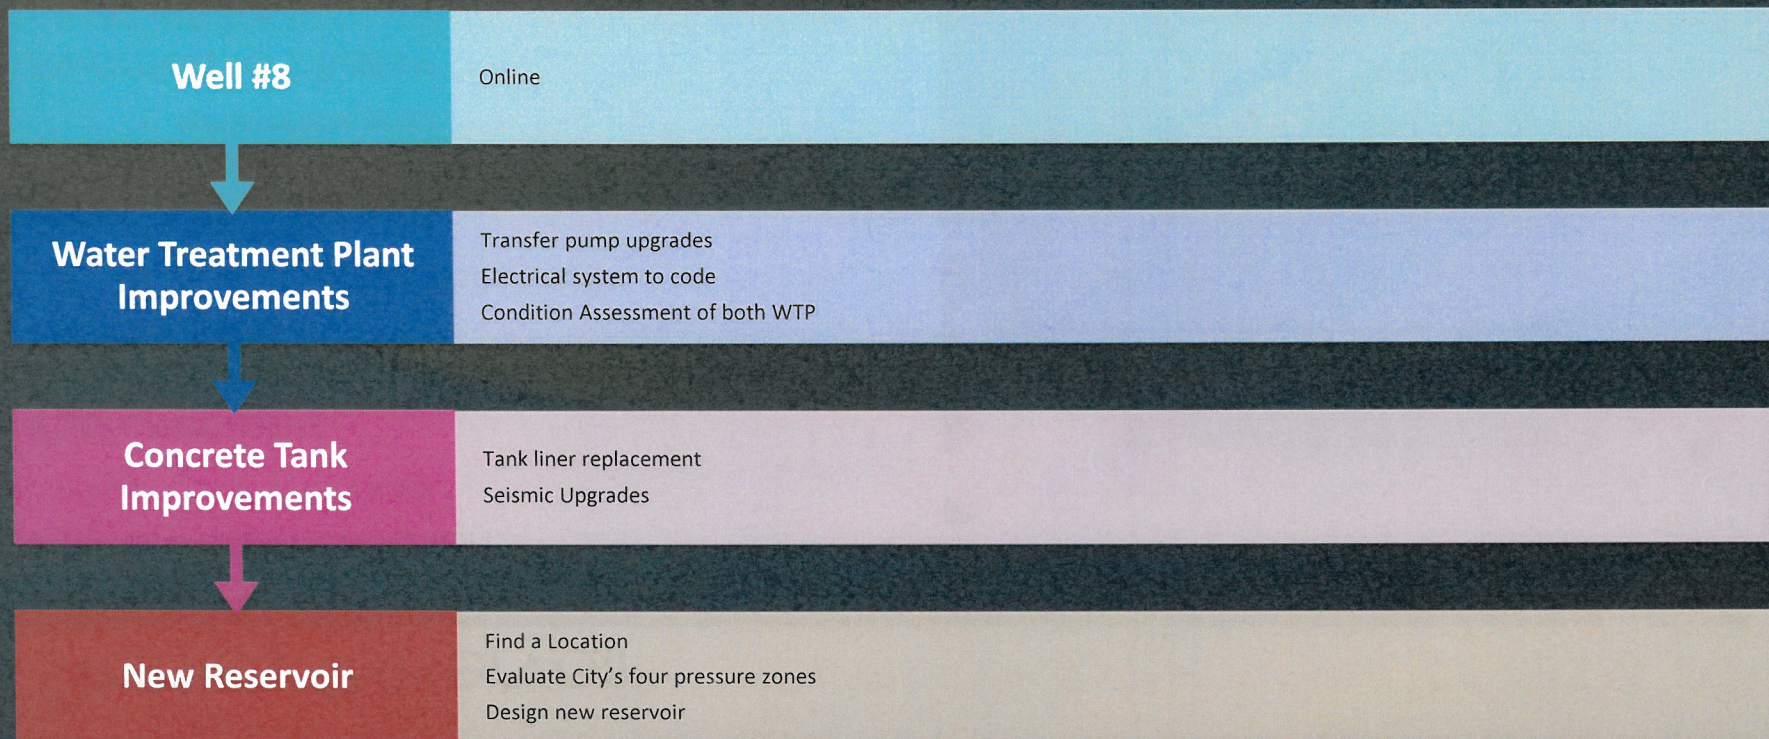 Well #8
Online
Water Treatment Plant
Improvements
Transfer pump upgrades
Electrical system to code
Condition Assessment of both WTP
Concrete Tank
Improvements
Tank liner replacement
Seismic Upgrades
New Reservoir
Find a Location
Evaluate City's four pressure zones
Design new reservoir